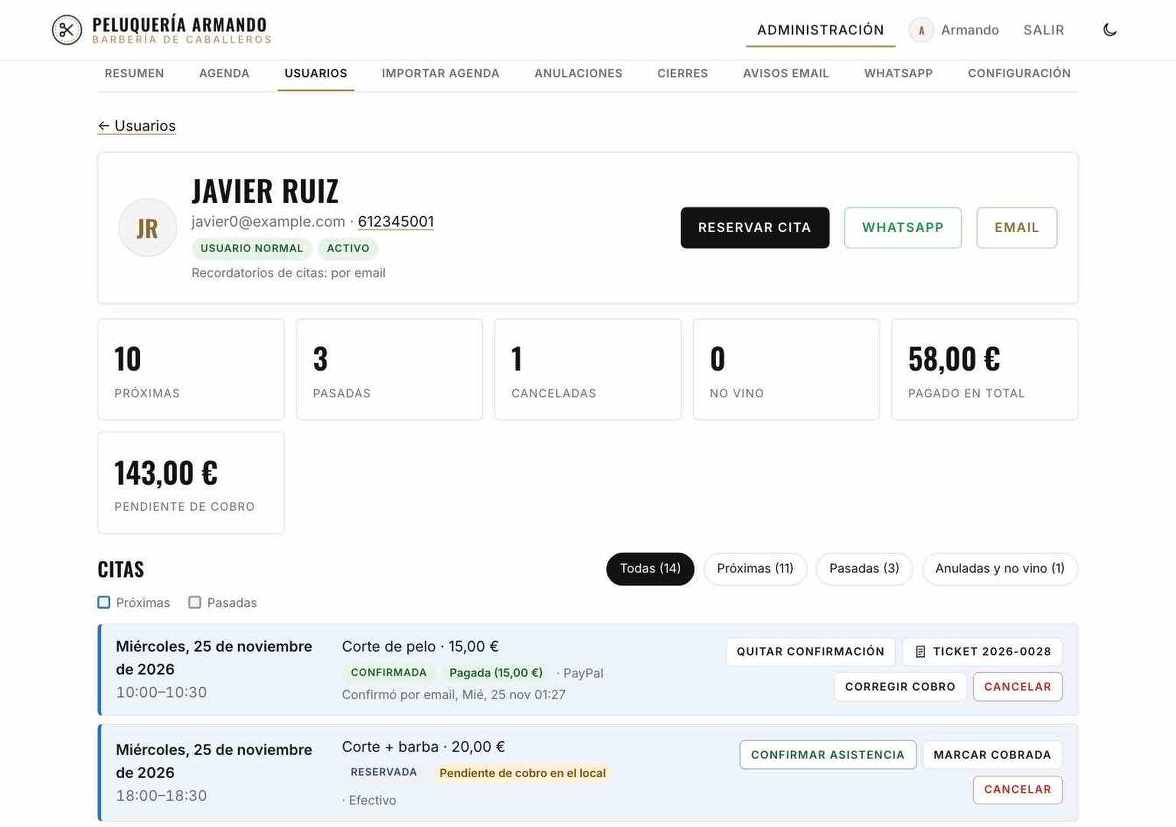 PELUQUERÍA ARMANDO
BARBERÍA DE CABALLEROS
ADMINISTRACIÓN
A
Armando
SALIR
RESUMEN
AGENDA
USUARIOS
IMPORTAR AGENDA
ANULACIONES
CIERRES
AVISOS EMAIL
WHATSAPP
CONFIGURACIÓN
← Usuarios
JR
JAVIER RUIZ
javier0@example.com · 612345001
USUARIO NORMAL
ACTIVO
Recordatorios de citas: por email
RESERVAR CITA
WHATSAPP
EMAIL
10
PRÓXIMAS
3
PASADAS
1
CANCELADAS
0
NO VINO
58,00 €
PAGADO EN TOTAL
143,00 €
PENDIENTE DE COBRO
CITAS
Todas (14)
Próximas (11)
Pasadas (3)
Anuladas y no vino (1)
Próximas
Pasadas
Miércoles, 25 de noviembre
de 2026
10:00–10:30
Corte de pelo · 15,00 €
CONFIRMADA
Pagada (15,00 €)
· PayPal
Confirmó por email, Mié, 25 nov 01:27
QUITAR CONFIRMACIÓN
TICKET 2026-0028
CORREGIR COBRO
CANCELAR
Miércoles, 25 de noviembre
de 2026
18:00–18:30
Corte + barba · 20,00 €
RESERVADA
Pendiente de cobro en el local
· Efectivo
CONFIRMAR ASISTENCIA
MARCAR COBRADA
CANCELAR